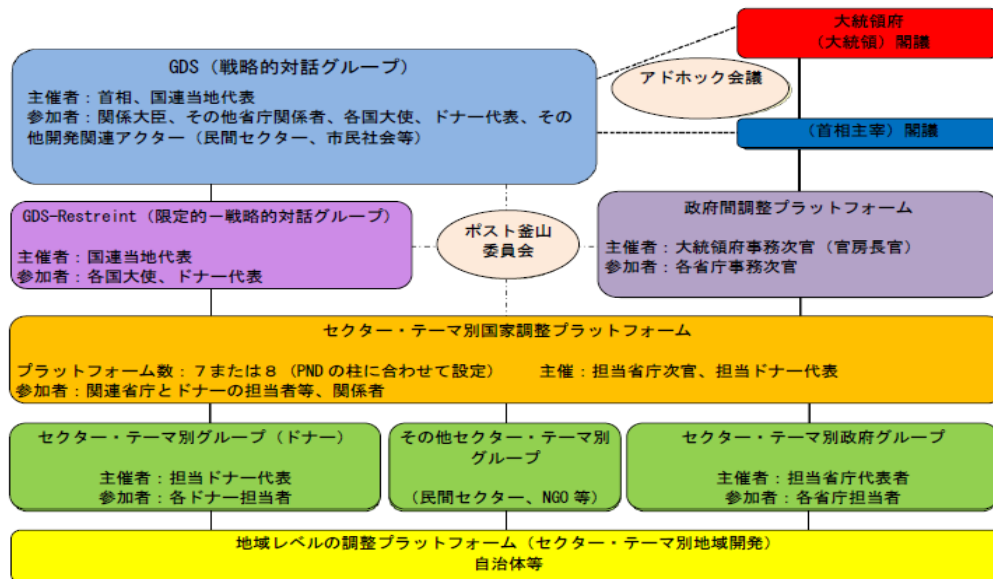 大統領府
(大統領)閣議
GDS(戦略的対話グループ)
主催者:首相、国連当地代表
参加者:関係大臣、その他省庁関係者、各国大使、ドナー代表、その
他開発関連アクター(民間セクター、市民社会等)
アドホック会議
(首相主宰)閣議
GDS-Restreint(限定的－戦略的対話グループ)
主催者:国連当地代表
参加者:各国大使、ドナー代表
ポスト釜山
委員会
政府間調整プラットフォーム
主催者:大統領府事務次官(官房長官)
参加者:各省庁事務次官
セクター・テーマ別国家調整プラットフォーム
プラットフォーム数:7または8(PNDの柱に合わせて設定) 主催:担当省庁次官、担当ドナー代表
参加者:関連省庁とドナーの担当者等、関係者
セクター・テーマ別グループ(ドナー)
主催者:担当ドナー代表
参加者:各ドナー担当者
その他セクター・テーマ別
グループ
(民間セクター、NGO等)
セクター・テーマ別政府グループ
主催者:担当省庁代表者
参加者:各省庁担当者
地域レベルの調整プラットフォーム(セクター・テーマ別地域開発)
自治体等